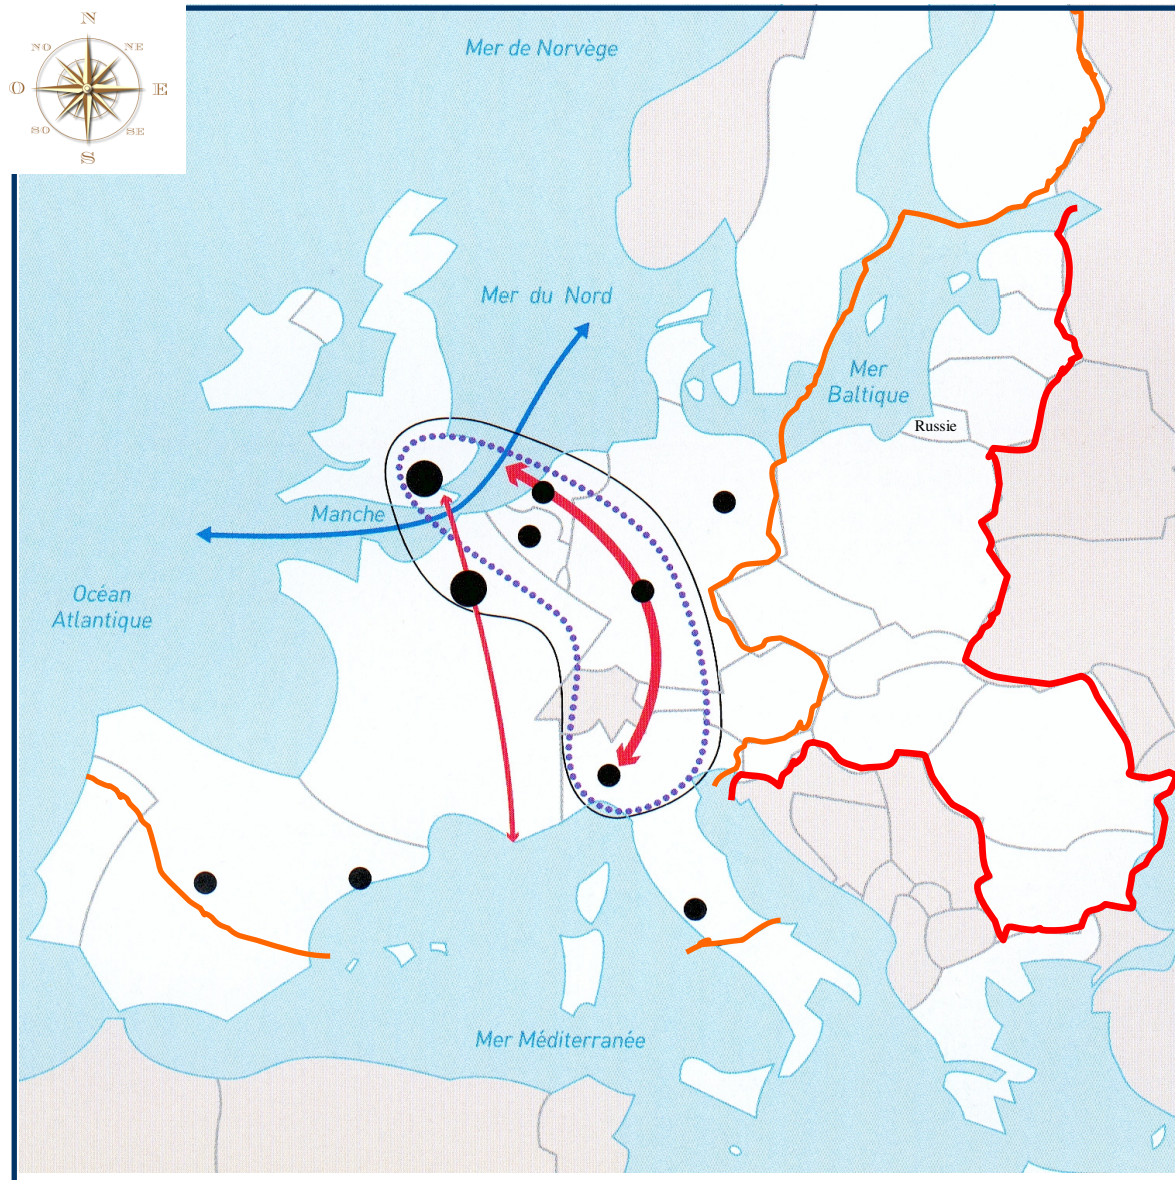 N
NO
NE
O
E
SO
SE
S
Mer de Norvège
Mer du Nord
Mer
Baltique
Russie
Manche
Océan
Atlantique
Mer Méditerranée